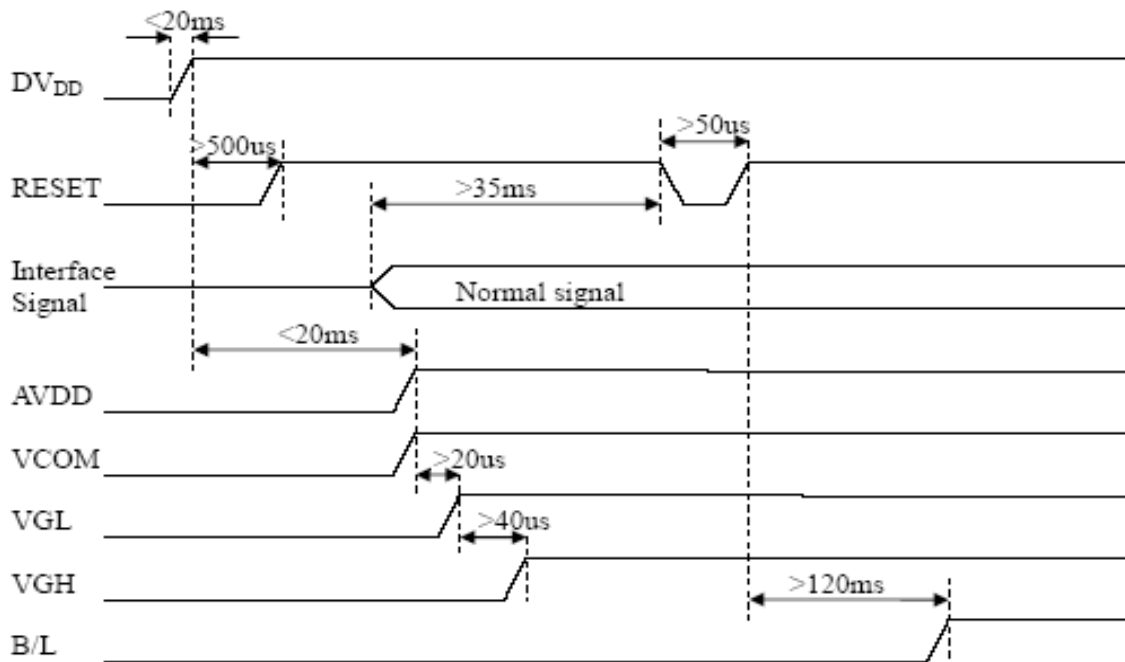 <20ms
DVDD
>500us
>50us
RESET
>35ms
Interface
Signal
Normal signal
<20ms
AVDD
VCOM
>20us
VGL
>40us
VGH
>120ms
B/L